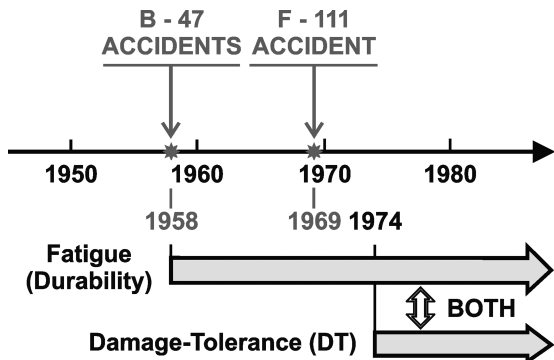 B - 47
ACCIDENTS
F - 111
ACCIDENT
1950
1960
1970
1980
1958
1969
1974
Fatigue
(Durability)
BOTH
Damage-Tolerance (DT)